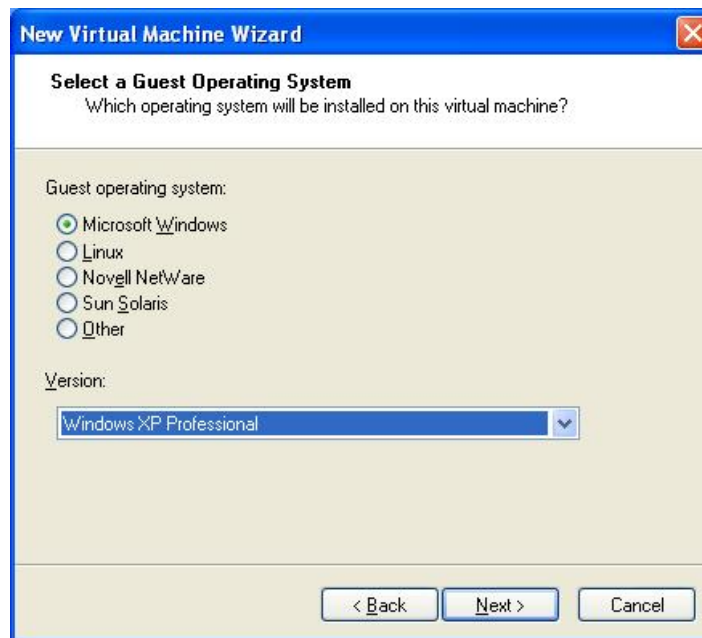 New Virtual Machine Wizard
Select a Guest Operating System
Which operating system will be installed on this virtual machine?
Guest operating system:
Microsoft Windows
Linux
Novell NetWare
Sun Solaris
Other
Version:
Windows XP Professional
< Back Next > Cancel